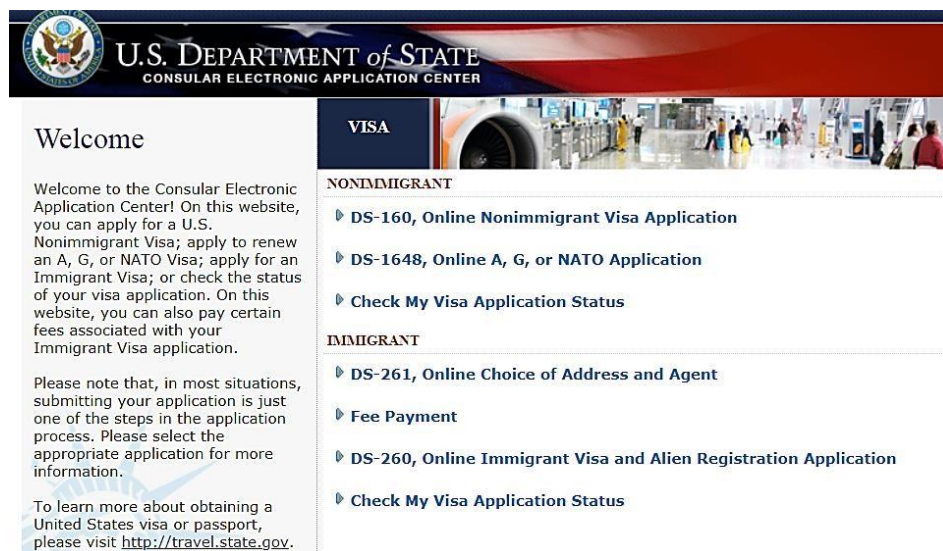 U.S. DEPARTMENT of STATE
CONSULAR ELECTRONIC APPLICATION CENTER
Welcome
Welcome to the Consular Electronic
Application Center! On this website,
you can apply for a U.S.
Nonimmigrant Visa; apply to renew
an A, G, or NATO Visa; apply for an
Immigrant Visa; or check the status
of your visa application. On this
website, you can also pay certain
fees associated with your
Immigrant Visa application.
Please note that, in most situations,
submitting your application is just
one of the steps in the application
process. Please select the
appropriate application for more
information.
To learn more about obtaining a
United States visa or passport,
please visit http://travel.state.gov.
VISA
NONIMMIGRANT
DS-160, Online Nonimmigrant Visa Application
DS-1648, Online A, G, or NATO Application
Check My Visa Application Status
IMMIGRANT
DS-261, Online Choice of Address and Agent
Fee Payment
DS-260, Online Immigrant Visa and Alien Registration Application
Check My Visa Application Status